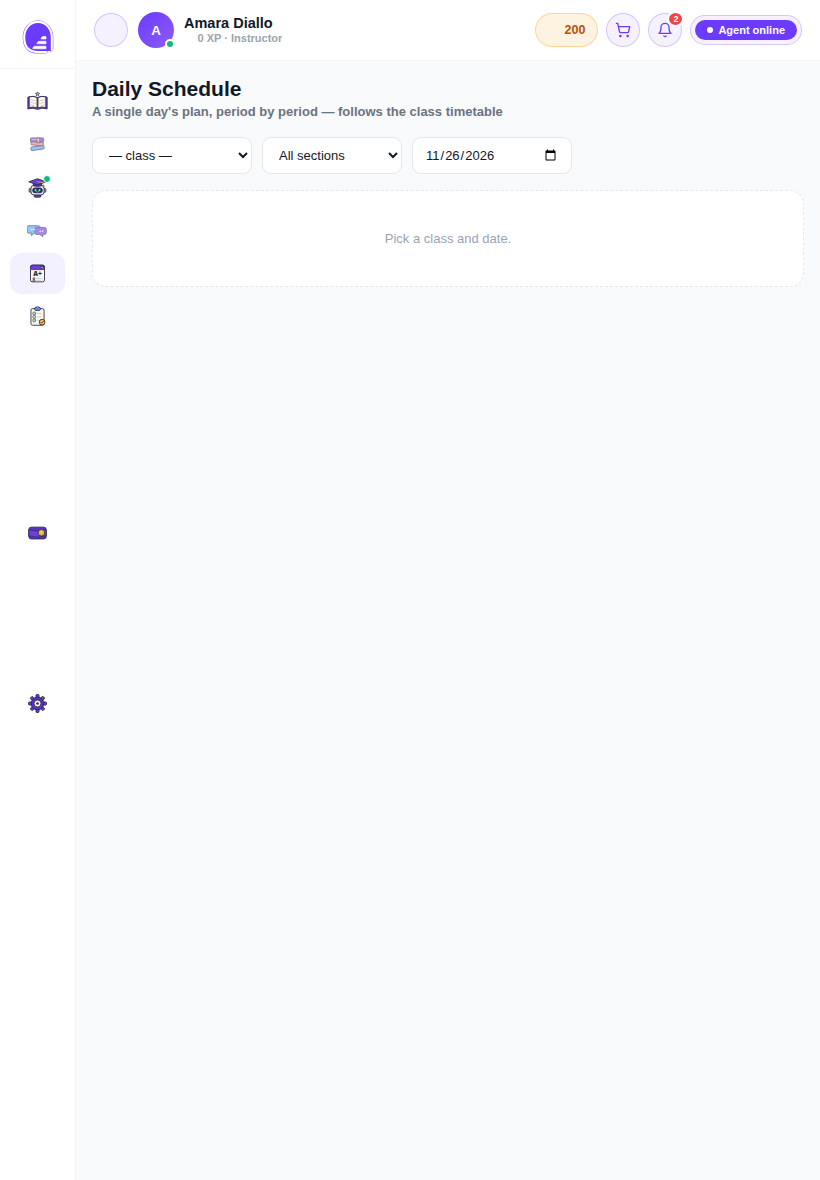 A
Amara Diallo
0 XP · Instructor
200
2
Agent online
Daily Schedule
A single day's plan, period by period — follows the class timetable
— class —
All sections
11/26/2026
Pick a class and date.
A+